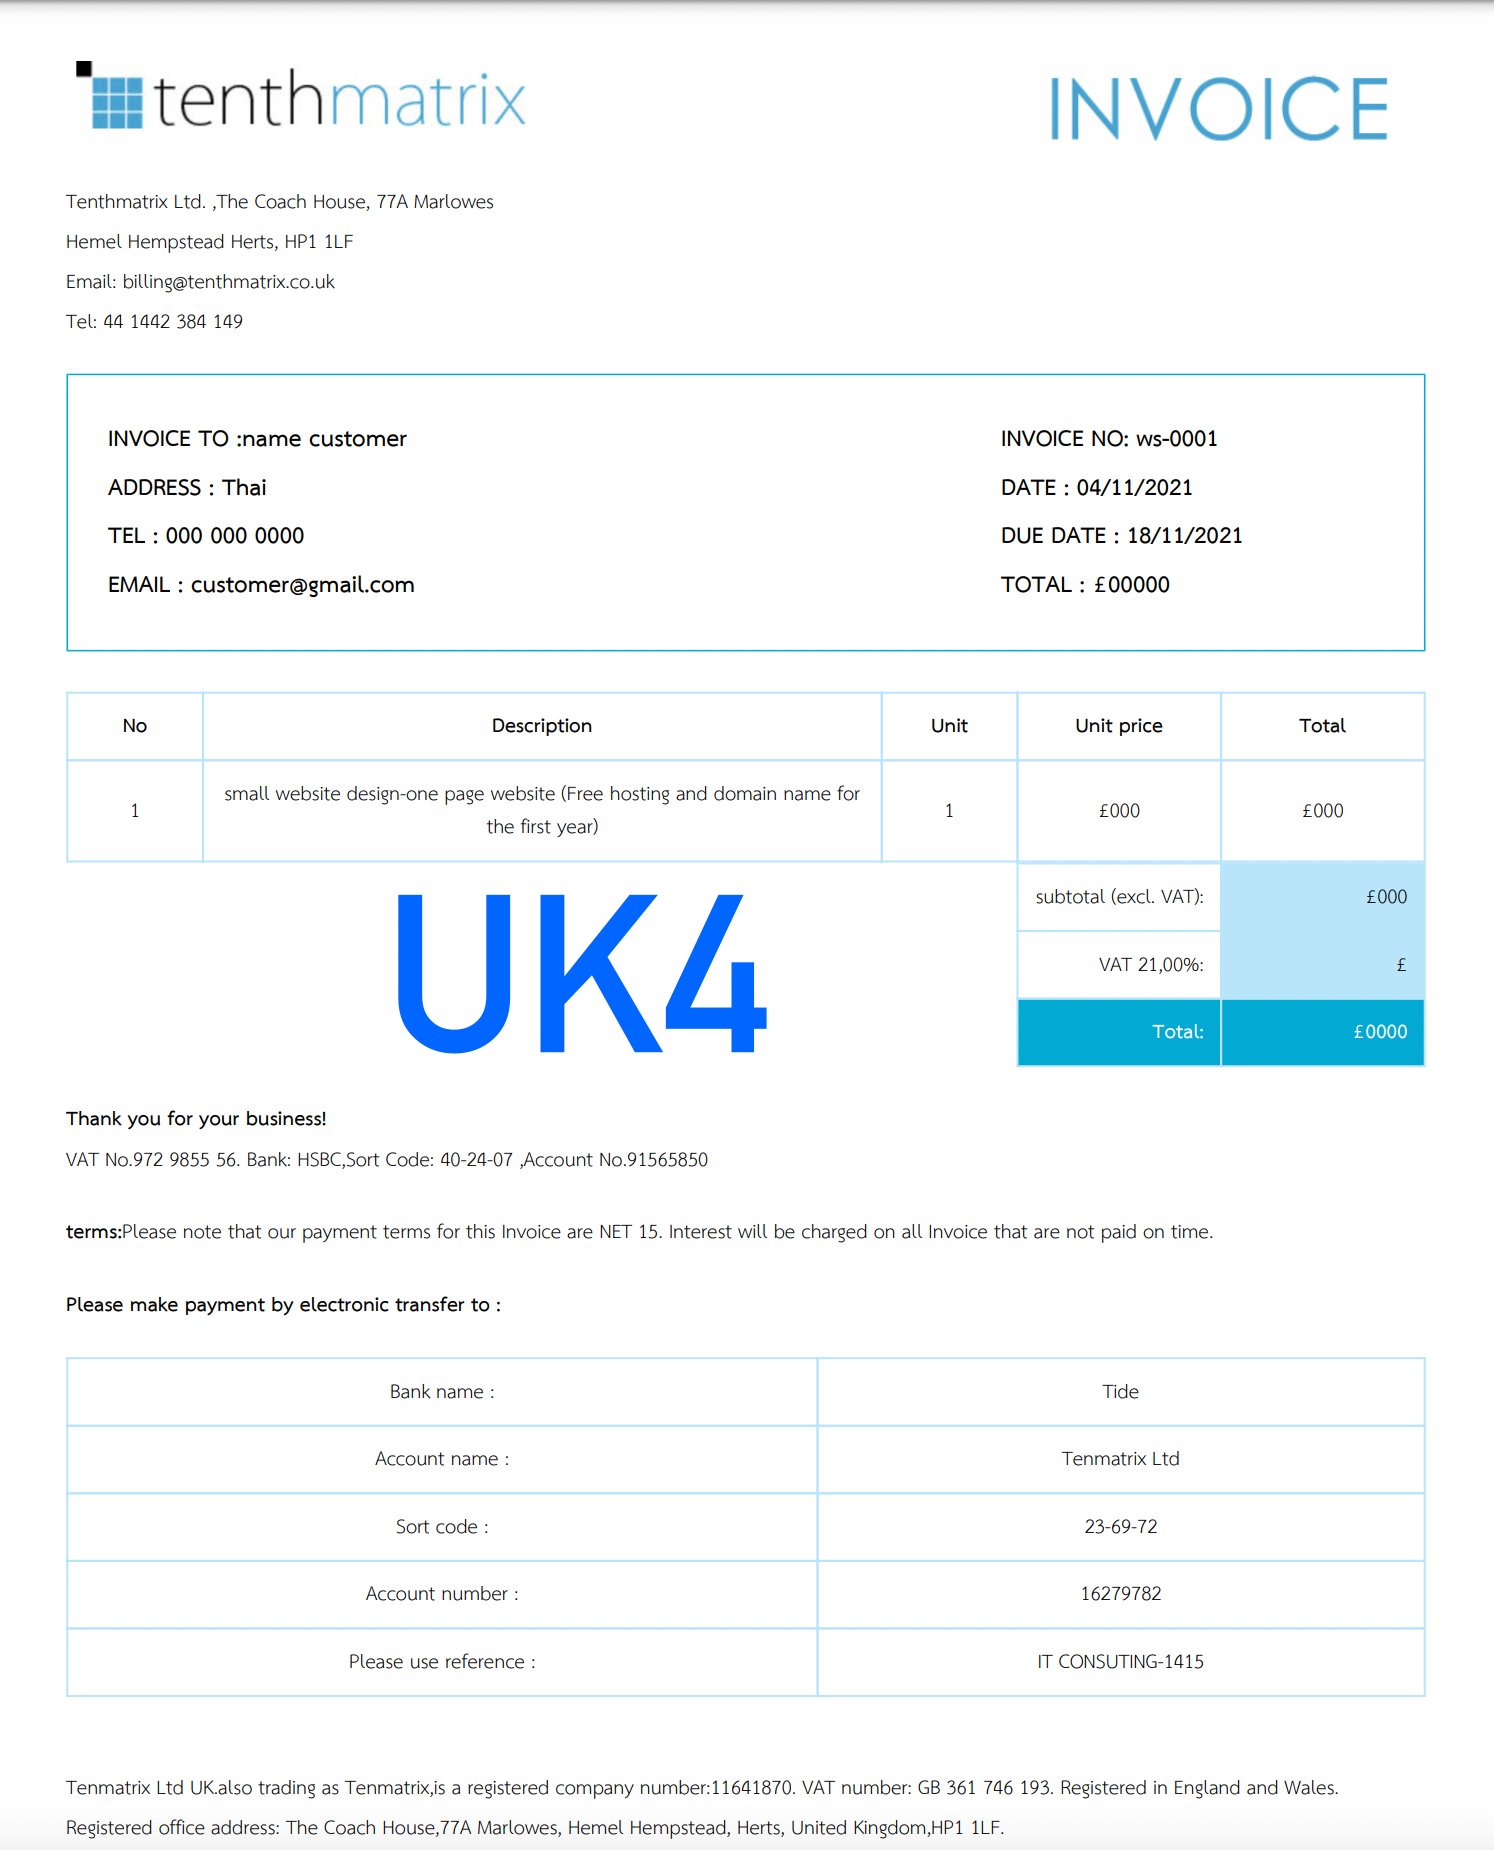 tenthmatrix
INVOICE
Tenthmatrix Ltd. ,The Coach House, 77A Marlowes
Hemel Hempstead Herts, HP1 1LF
Email: billing@tenthmatrix.co.uk
Tel: 44 1442 384 149
INVOICE TO :name customer
ADDRESS : Thai
TEL : 000 000 0000
EMAIL : customer@gmail.com
INVOICE NO: ws-0001
DATE : 04/11/2021
DUE DATE : 18/11/2021
TOTAL : £00000
No Description Unit Unit price Total
1 small website design-one page website (Free hosting and domain name for
the first year) 1 £000 £000
subtotal (excl. VAT): £000
VAT 21,00%: £
Total: £0000
UK4
Thank you for your business!
VAT No.972 9855 56. Bank: HSBC,Sort Code: 40-24-07 ,Account No.91565850
terms:Please note that our payment terms for this Invoice are NET 15. Interest will be charged on all Invoice that are not paid on time.
Please make payment by electronic transfer to :
Bank name : Tide
Account name : Tenmatrix Ltd
Sort code : 23-69-72
Account number : 16279782
Please use reference : IT CONSUTING-1415
Tenmatrix Ltd UK.also trading as Tenmatrix,is a registered company number:11641870. VAT number: GB 361 746 193. Registered in England and Wales.
Registered office address: The Coach House,77A Marlowes, Hemel Hempstead, Herts, United Kingdom,HP1 1LF.